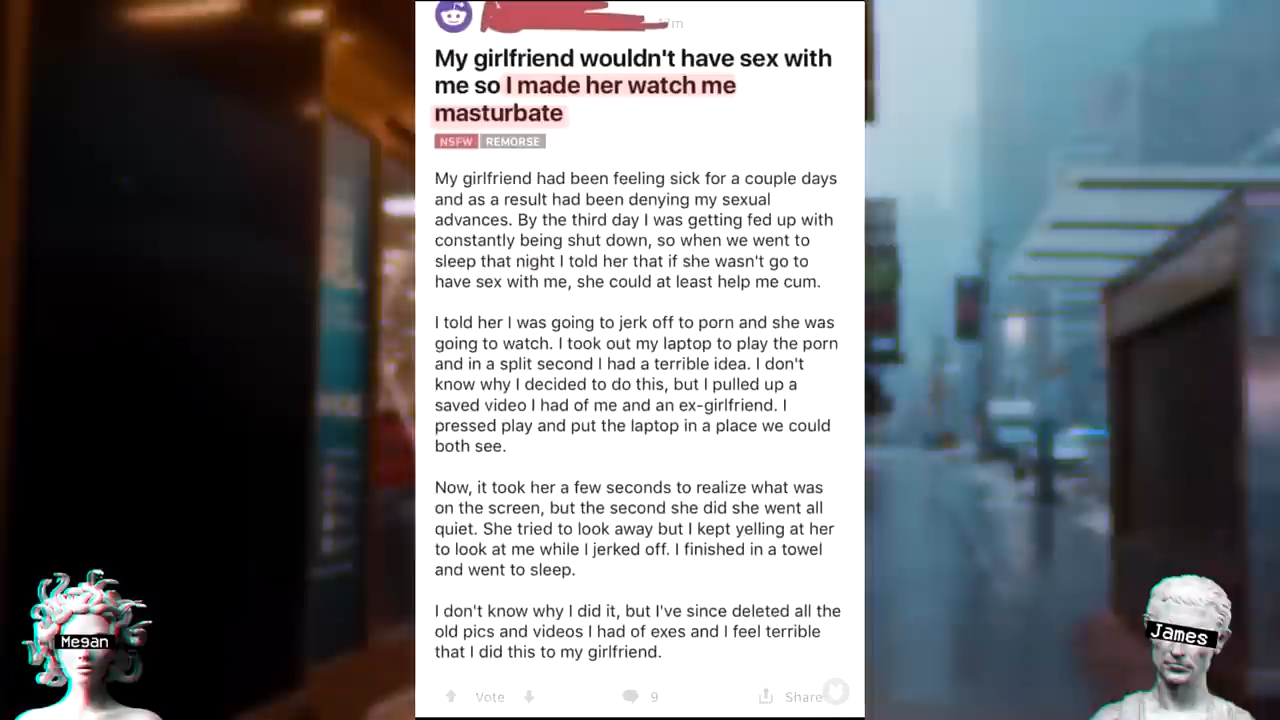 My girlfriend wouldn't have sex with
me so I made her watch me
masturbate
NSFW REMORSE
My girlfriend had been feeling sick for a couple days
and as a result had been denying my sexual
advances. By the third day I was getting fed up with
constantly being shut down, so when we went to
sleep that night I told her that if she wasn't go to
have sex with me, she could at least help me cum.
I told her I was going to jerk off to porn and she was
going to watch. I took out my laptop to play the porn
and in a split second I had a terrible idea. I don't
know why I decided to do this, but I pulled up a
saved video I had of me and an ex-girlfriend. I
pressed play and put the laptop in a place we could
both see.
Now, it took her a few seconds to realize what was
on the screen, but the second she did she went all
quiet. She tried to look away but I kept yelling at her
to look at me while I jerked off. I finished in a towel
and went to sleep.
I don't know why I did it, but I've since deleted all the
old pics and videos I had of exes and I feel terrible
that I did this to my girlfriend.
Vote 9 Share
Megan
James